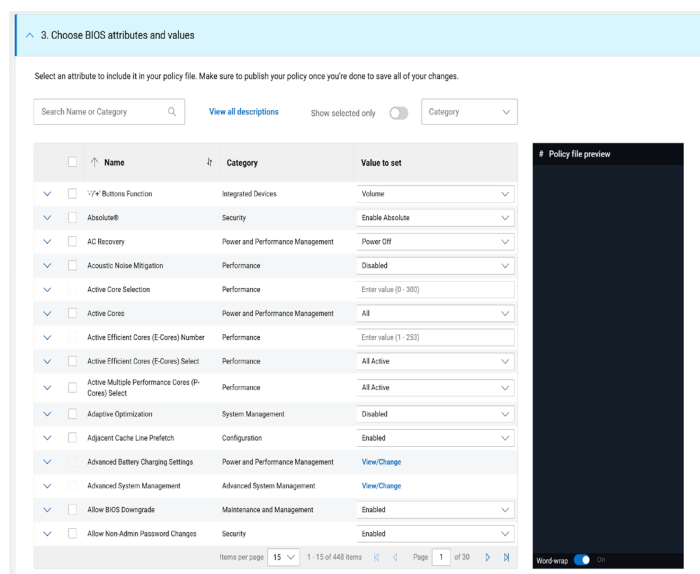 3. Choose BIOS attributes and values
Select an attribute to include it in your policy file. Make sure to publish your policy once you're done to save all of your changes.
Search Name or Category
View all descriptions
Show selected only
Category
Name Category Value to set
'-'/'+' Buttons Function Integrated Devices Volume
Absolute® Security Enable Absolute
AC Recovery Power and Performance Management Power Off
Acoustic Noise Mitigation Performance Disabled
Active Core Selection Performance Enter value (0 - 300)
Active Cores Power and Performance Management All
Active Efficient Cores (E-Cores) Number Performance Enter value (1 - 253)
Active Efficient Cores (E-Cores) Select Performance All Active
Active Multiple Performance Cores (P-
Cores) Select Performance All Active
Adaptive Optimization System Management Disabled
Adjacent Cache Line Prefetch Configuration Enabled
Advanced Battery Charging Settings Power and Performance Management View/Change
Advanced System Management Advanced System Management View/Change
Allow BIOS Downgrade Maintenance and Management Enabled
Allow Non-Admin Password Changes Security Enabled
Items per page 15 1 - 15 of 448 items Page 1 of 30
# Policy file preview
Word-wrap On